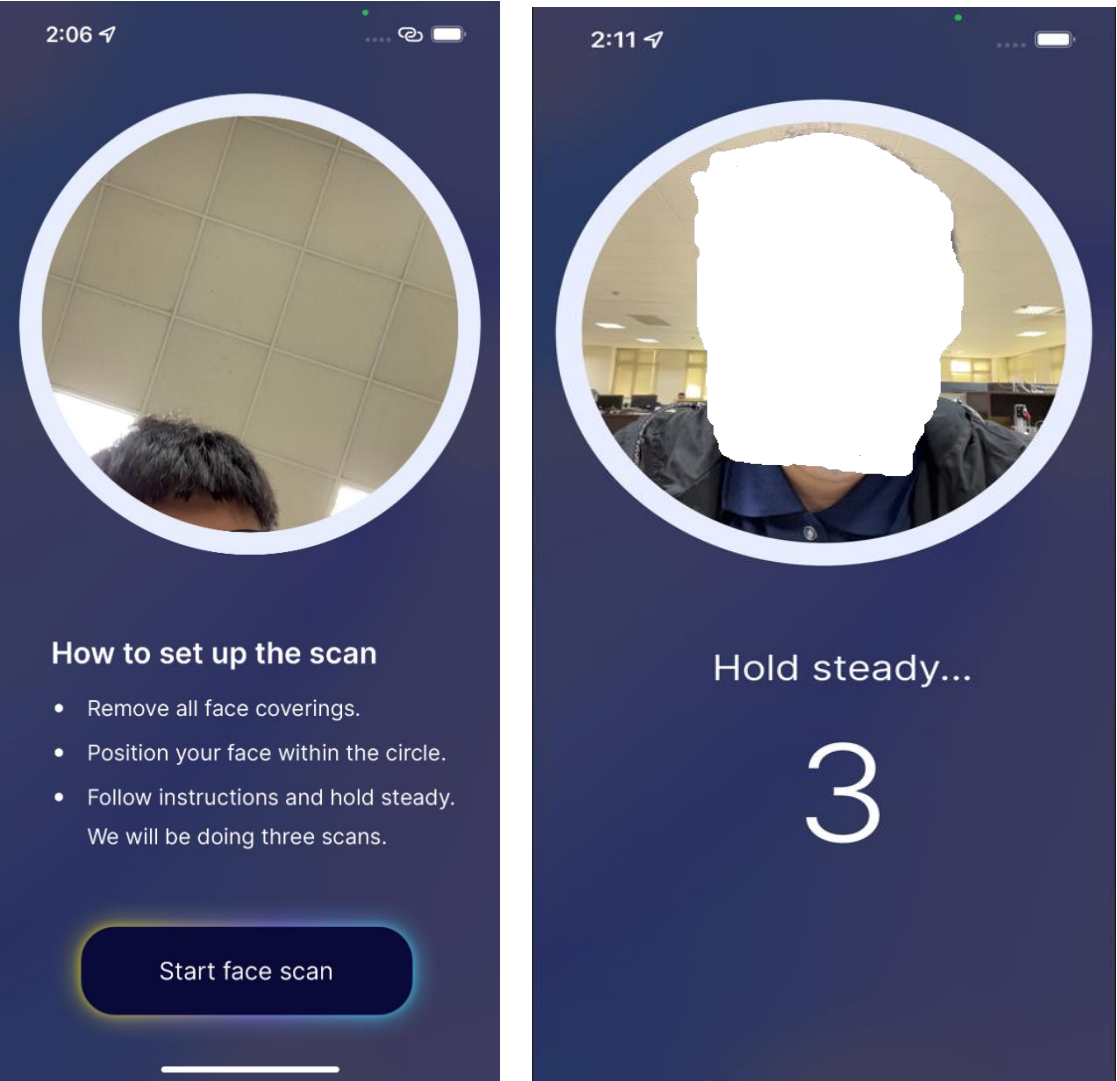 2:06
How to set up the scan
Remove all face coverings.
Position your face within the circle.
Follow instructions and hold steady.
We will be doing three scans.
Start face scan
2:11
Hold steady...
3